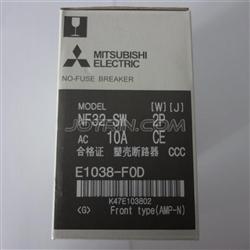 MITSUBISHI
ELECTRIC
NO-FUSE BREAKER
MODEL [W] [J]
NF32-SW 2P
AC 10A CE
合格证 塑壳断路器 CCC
E1038-F0D
K47E103802
<G> Front type(AMP-N)